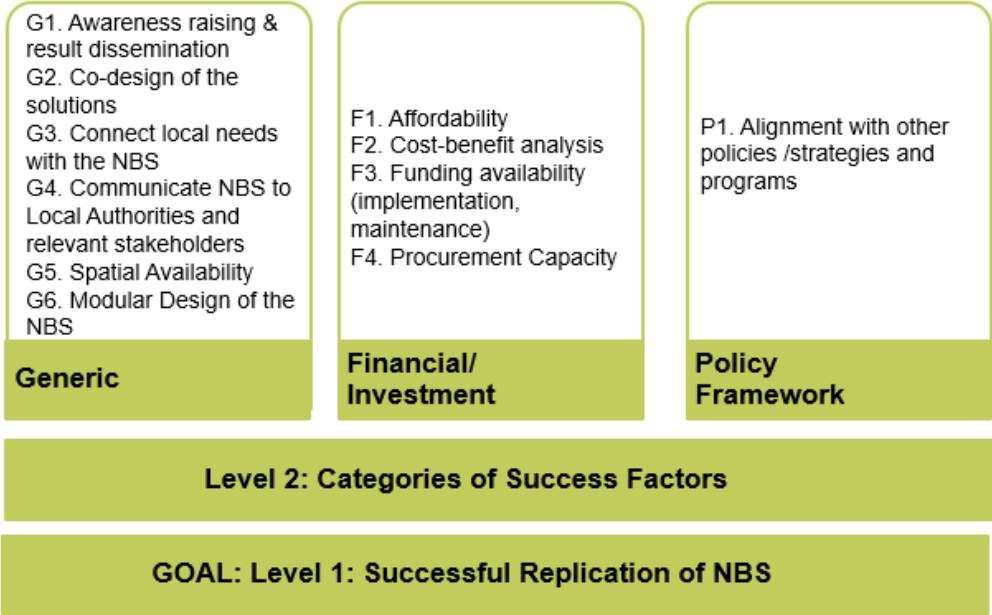 G1. Awareness raising &
result dissemination
G2. Co-design of the
solutions
G3. Connect local needs
with the NBS
G4. Communicate NBS to
Local Authorities and
relevant stakeholders
G5. Spatial Availability
G6. Modular Design of the
NBS
Generic
F1. Affordability
F2. Cost-benefit analysis
F3. Funding availability
(implementation,
maintenance)
F4. Procurement Capacity
Financial/
Investment
P1. Alignment with other
policies /strategies and
programs
Policy
Framework
Level 2: Categories of Success Factors
GOAL: Level 1: Successful Replication of NBS